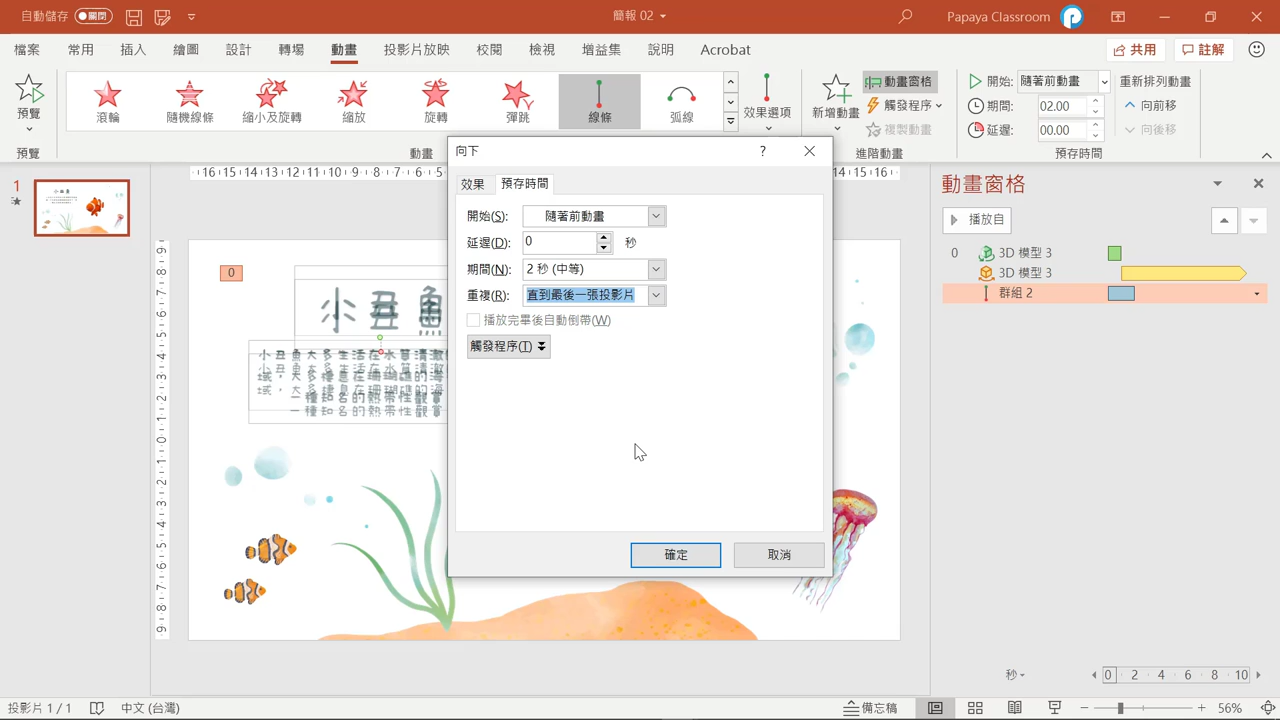 自動儲存 關閉 簡報 02 Papaya Classroom
檔案 常用 插入 繪圖 設計 轉場 動畫 投影片放映 校閱 檢視 增益集 說明 Acrobat 共用 註解
預覽 滾輪 隨機線條 縮小及旋轉 縮放 旋轉 彈跳 線條 弧線 效果選項 新增動畫 動畫窗格 開始: 隨著前動畫 重新排列動畫
觸發程序 期間: 02.00 向前移
複製動畫 延遲: 00.00 向後移
預覽 動畫 進階動畫 預存時間
向下 ?
效果 預存時間
開始(S): 隨著前動畫
延遲(D): 0 秒
期間(N): 2 秒 (中等)
重複(R): 直到最後一張投影片
播放完畢後自動倒帶(W)
觸發程序(T)
確定 取消
動畫窗格
播放自
0 3D 模型 3
3D 模型 3
群組 2
秒 0 2 4 6 8 10
1
0
小丑魚
投影片 1 / 1 中文 (台灣) 備忘稿 56%